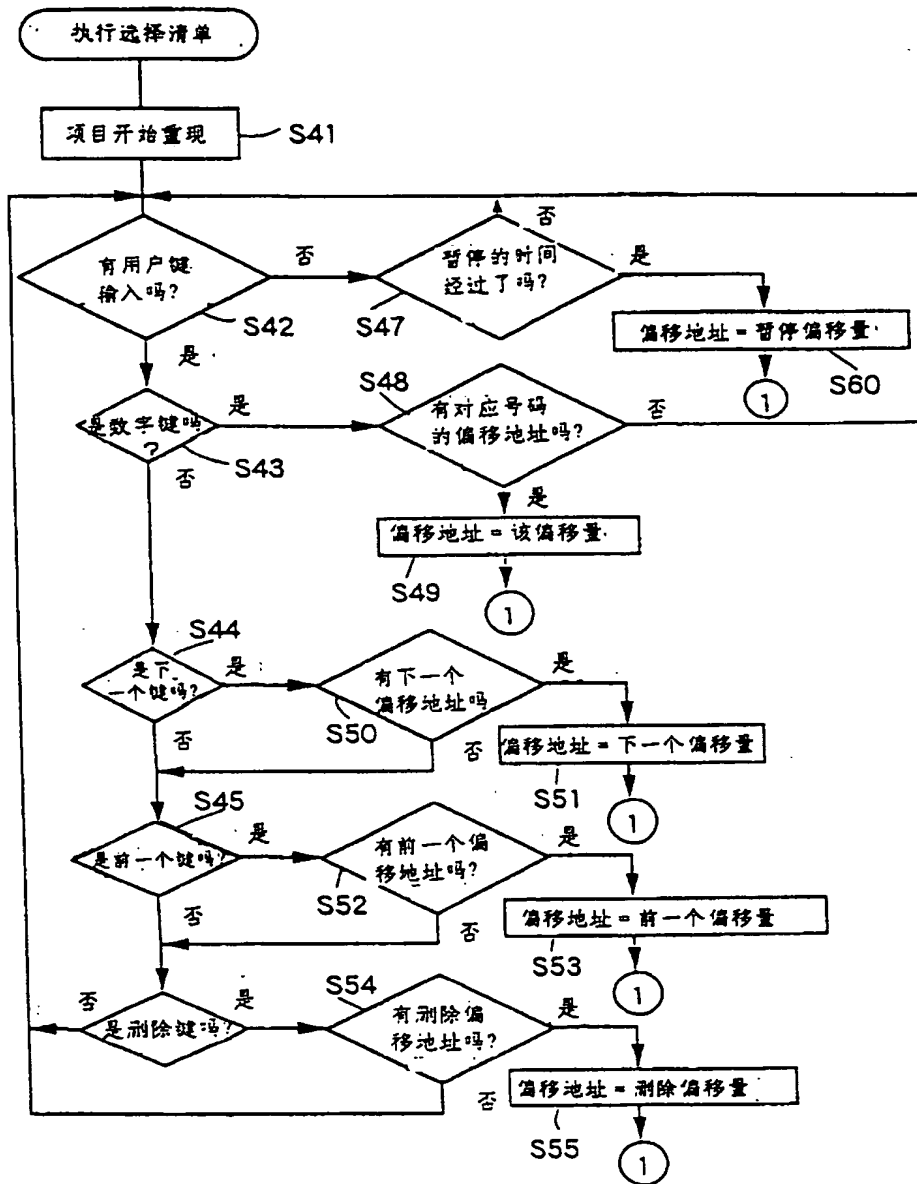 执行选择清单
项目开始重现
S41
有用户键
输入吗?
S42
否
是
暂停的时间
经过了吗?
S47
否
是
偏移地址=暂停偏移量
S60
1
是数字键吗
?
S43
是
否
S48
有对应号码
的偏移地址吗?
否
是
偏移地址=该偏移量
S49
1
S44
是下
一个键吗?
是
否
有下一个
偏移地址吗
S50
是
否
偏移地址=下一个偏移量
S51
1
S45
是前一个键吗?
是
否
有前一个偏
移地址吗?
S52
是
否
偏移地址=前一个偏移量
S53
1
否
是删除键吗?
是
S54
有删除偏
移地址吗?
是
否
偏移地址=删除偏移量
S55
1